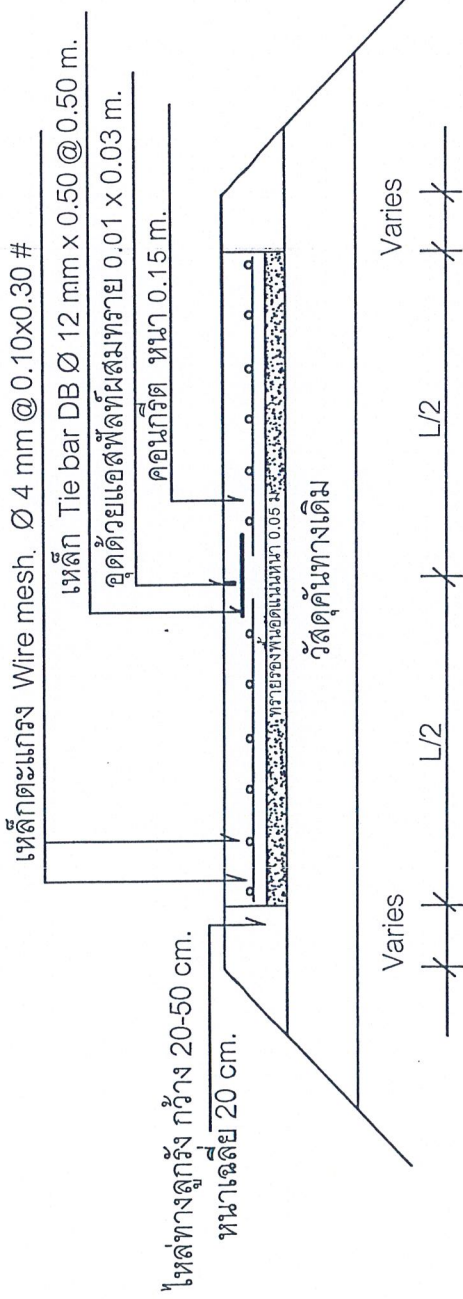 เหล็กตะแกรง Wire mesh. Ø 4 mm @ 0.10x0.30 #
เหล็ก Tie bar DB Ø 12 mm x 0.50 @ 0.50 m.
อุดด้วยแอสฟัลท์ผสมทราย 0.01 x 0.03 m.
คอนกรีต หนา 0.15 m.
ไหล่ทางลูกรัง กว้าง 20-50 cm.
หนาเฉลี่ย 20 cm.
ทรายรองพื้นอัดแน่นหนา 0.05 ม
วัสดุคันทางเดิม
Varies
L/2
L/2
Varies